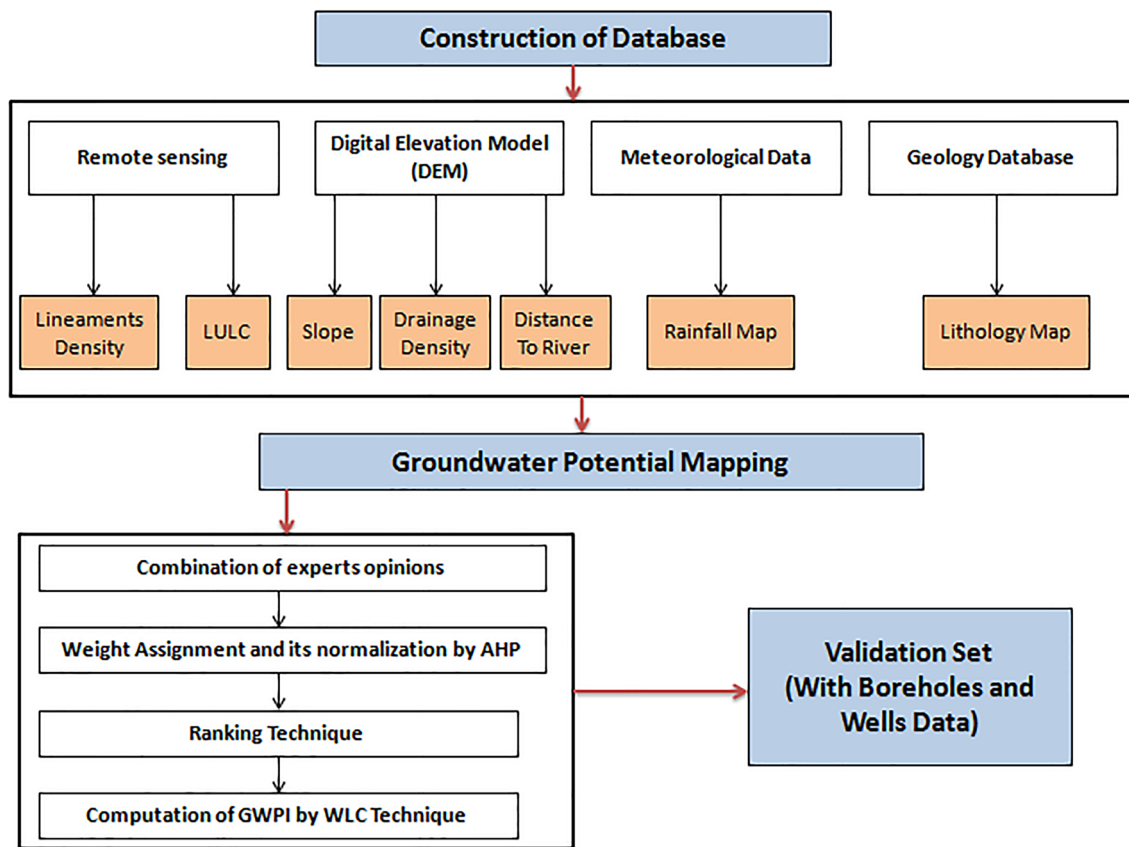 Construction of Database
Remote sensing
Digital Elevation Model
(DEM)
Meteorological Data
Geology Database
Lineaments
Density
LULC
Slope
Drainage
Density
Distance
To River
Rainfall Map
Lithology Map
Groundwater Potential Mapping
Combination of experts opinions
Weight Assignment and its normalization by AHP
Ranking Technique
Computation of GWPI by WLC Technique
Validation Set
(With Boreholes and
Wells Data)